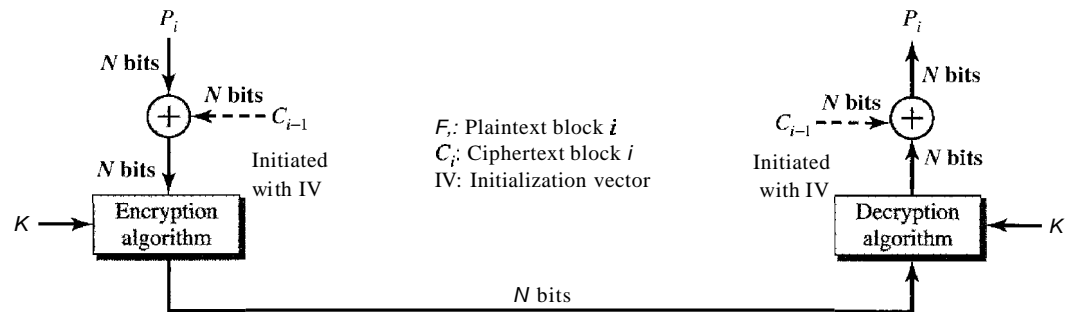 P_i
N bits
N bits
+
C_{i-1}
N bits
Initiated
with IV
K
Encryption
algorithm
F,: Plaintext block i
C_i: Ciphertext block i
IV: Initialization vector
P_i
N bits
N bits
C_{i-1}
+
N bits
Initiated
with IV
Decryption
algorithm
K
N bits